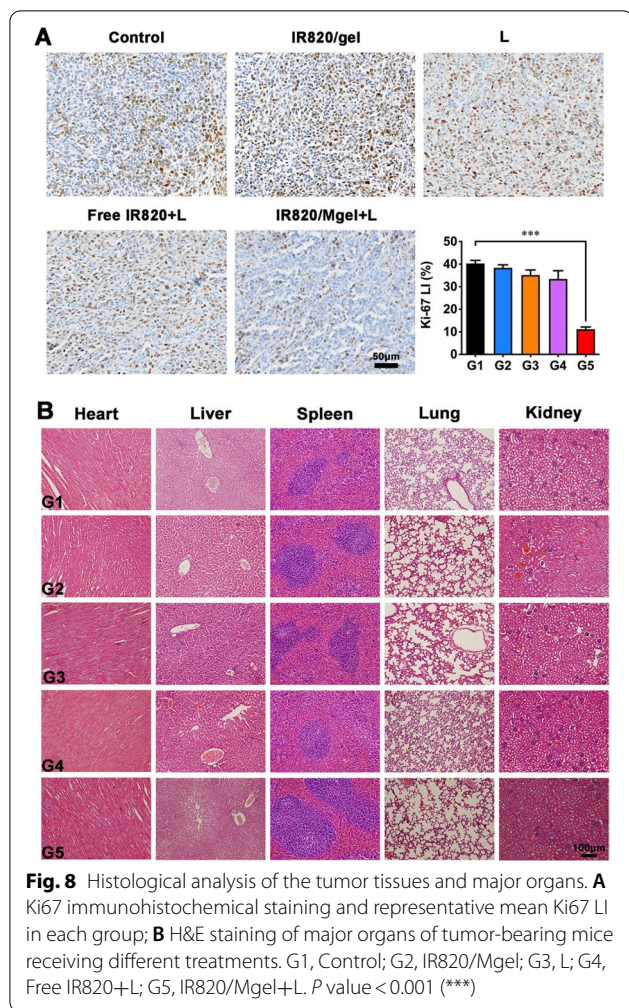 A
Control IR820/gel L
Free IR820+L IR820/Mgel+L
50μm
***
Ki-67 LI (%)
50
40
30
20
10
0
G1 G2 G3 G4 G5
B
Heart Liver Spleen Lung Kidney
G1
G2
G3
G4
G5
100μm
Fig. 8 Histological analysis of the tumor tissues and major organs. A
Ki67 immunohistochemical staining and representative mean Ki67 LI
in each group; B H&E staining of major organs of tumor-bearing mice
receiving different treatments. G1, Control; G2, IR820/Mgel; G3, L; G4,
Free IR820+L; G5, IR820/Mgel+L. P value < 0.001 (***)